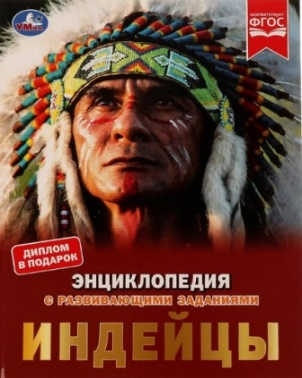 УМка
соответствует
ФГОС
ДИПЛОМ
В ПОДАРОК
ЭНЦИКЛОПЕДИЯ
С РАЗВИВАЮЩИМИ ЗАДАНИЯМИ
ИНДЕЙЦЫ